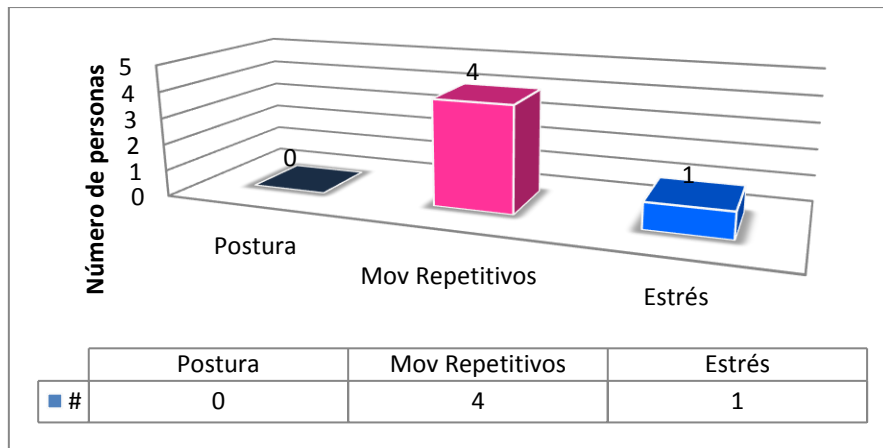 Número de personas
5
4
3
2
1
0
0
4
1
Postura
Mov Repetitivos
Estrés
Postura Mov Repetitivos Estrés
# 0 4 1